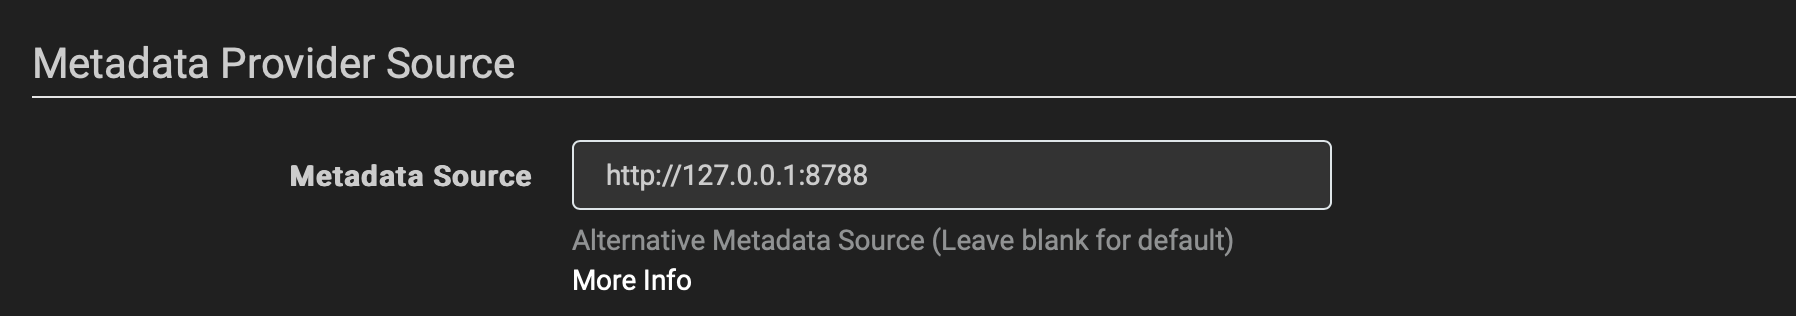 Metadata Provider Source
Metadata Source
http://127.0.0.1:8788
Alternative Metadata Source (Leave blank for default)
More Info